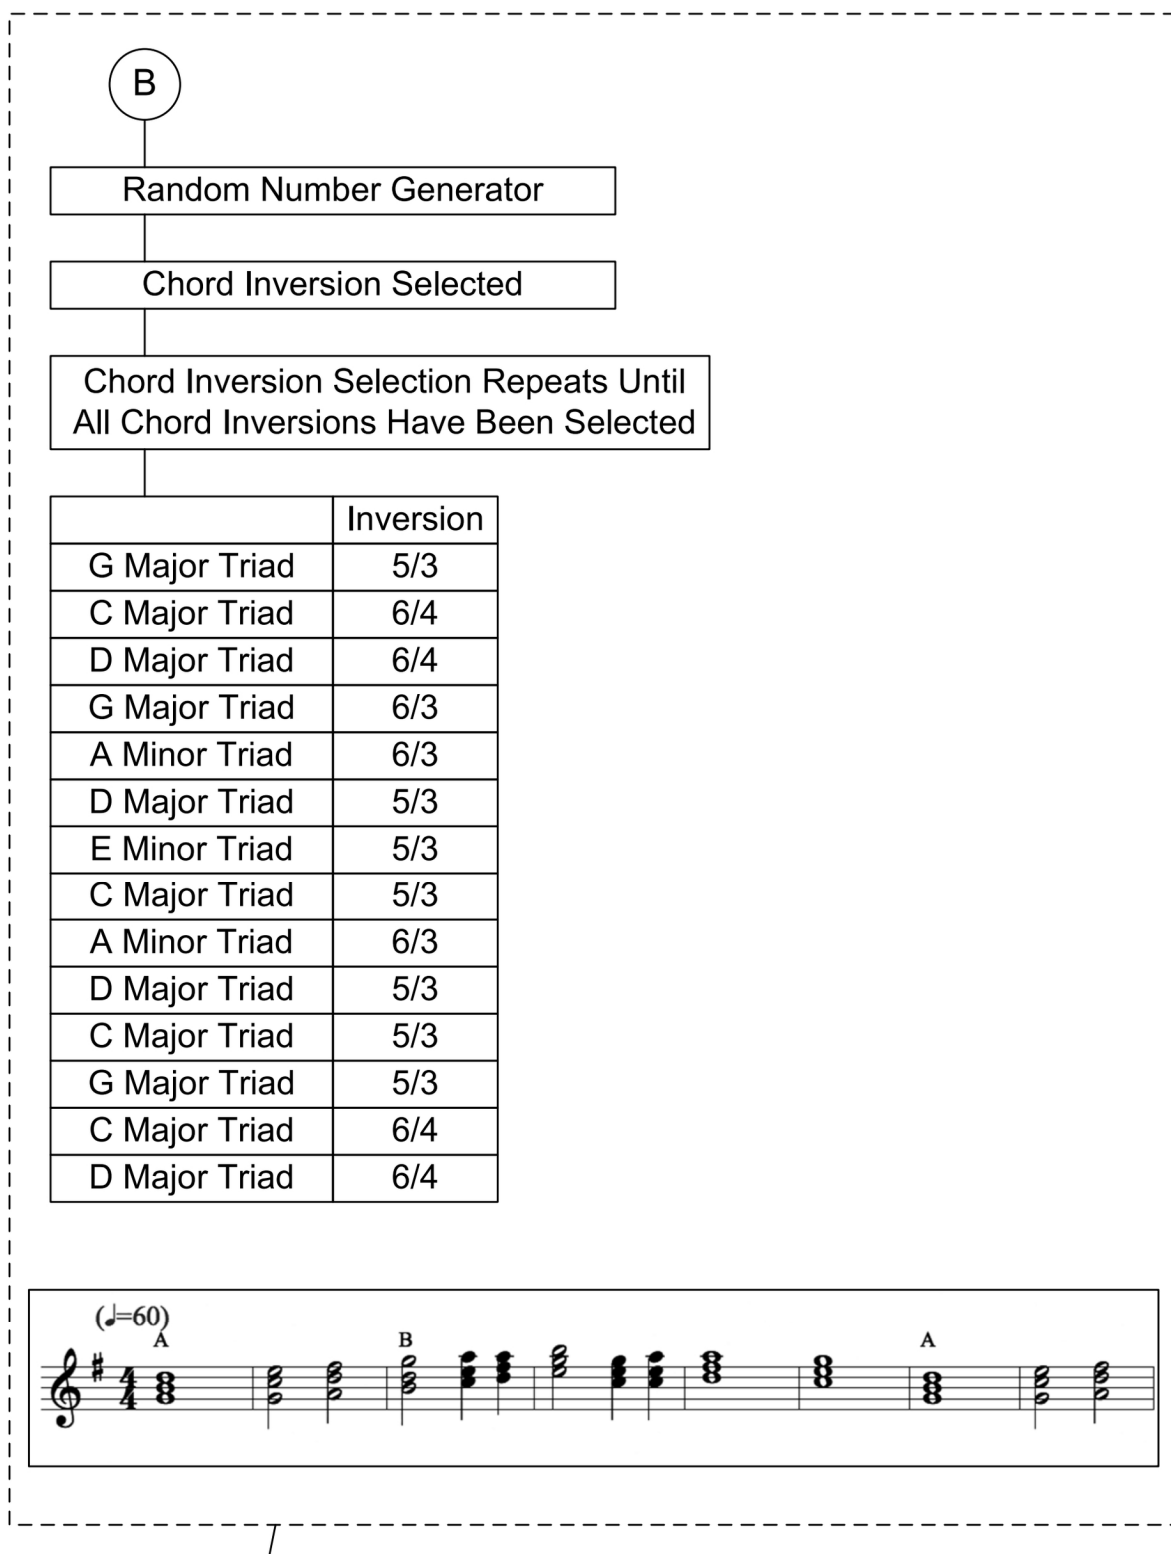 B
Random Number Generator
Chord Inversion Selected
Chord Inversion Selection Repeats Until
All Chord Inversions Have Been Selected
Inversion
G Major Triad 5/3
C Major Triad 6/4
D Major Triad 6/4
G Major Triad 6/3
A Minor Triad 6/3
D Major Triad 5/3
E Minor Triad 5/3
C Major Triad 5/3
A Minor Triad 6/3
D Major Triad 5/3
C Major Triad 5/3
G Major Triad 5/3
C Major Triad 6/4
D Major Triad 6/4
(♩=60)
A B A
4
4